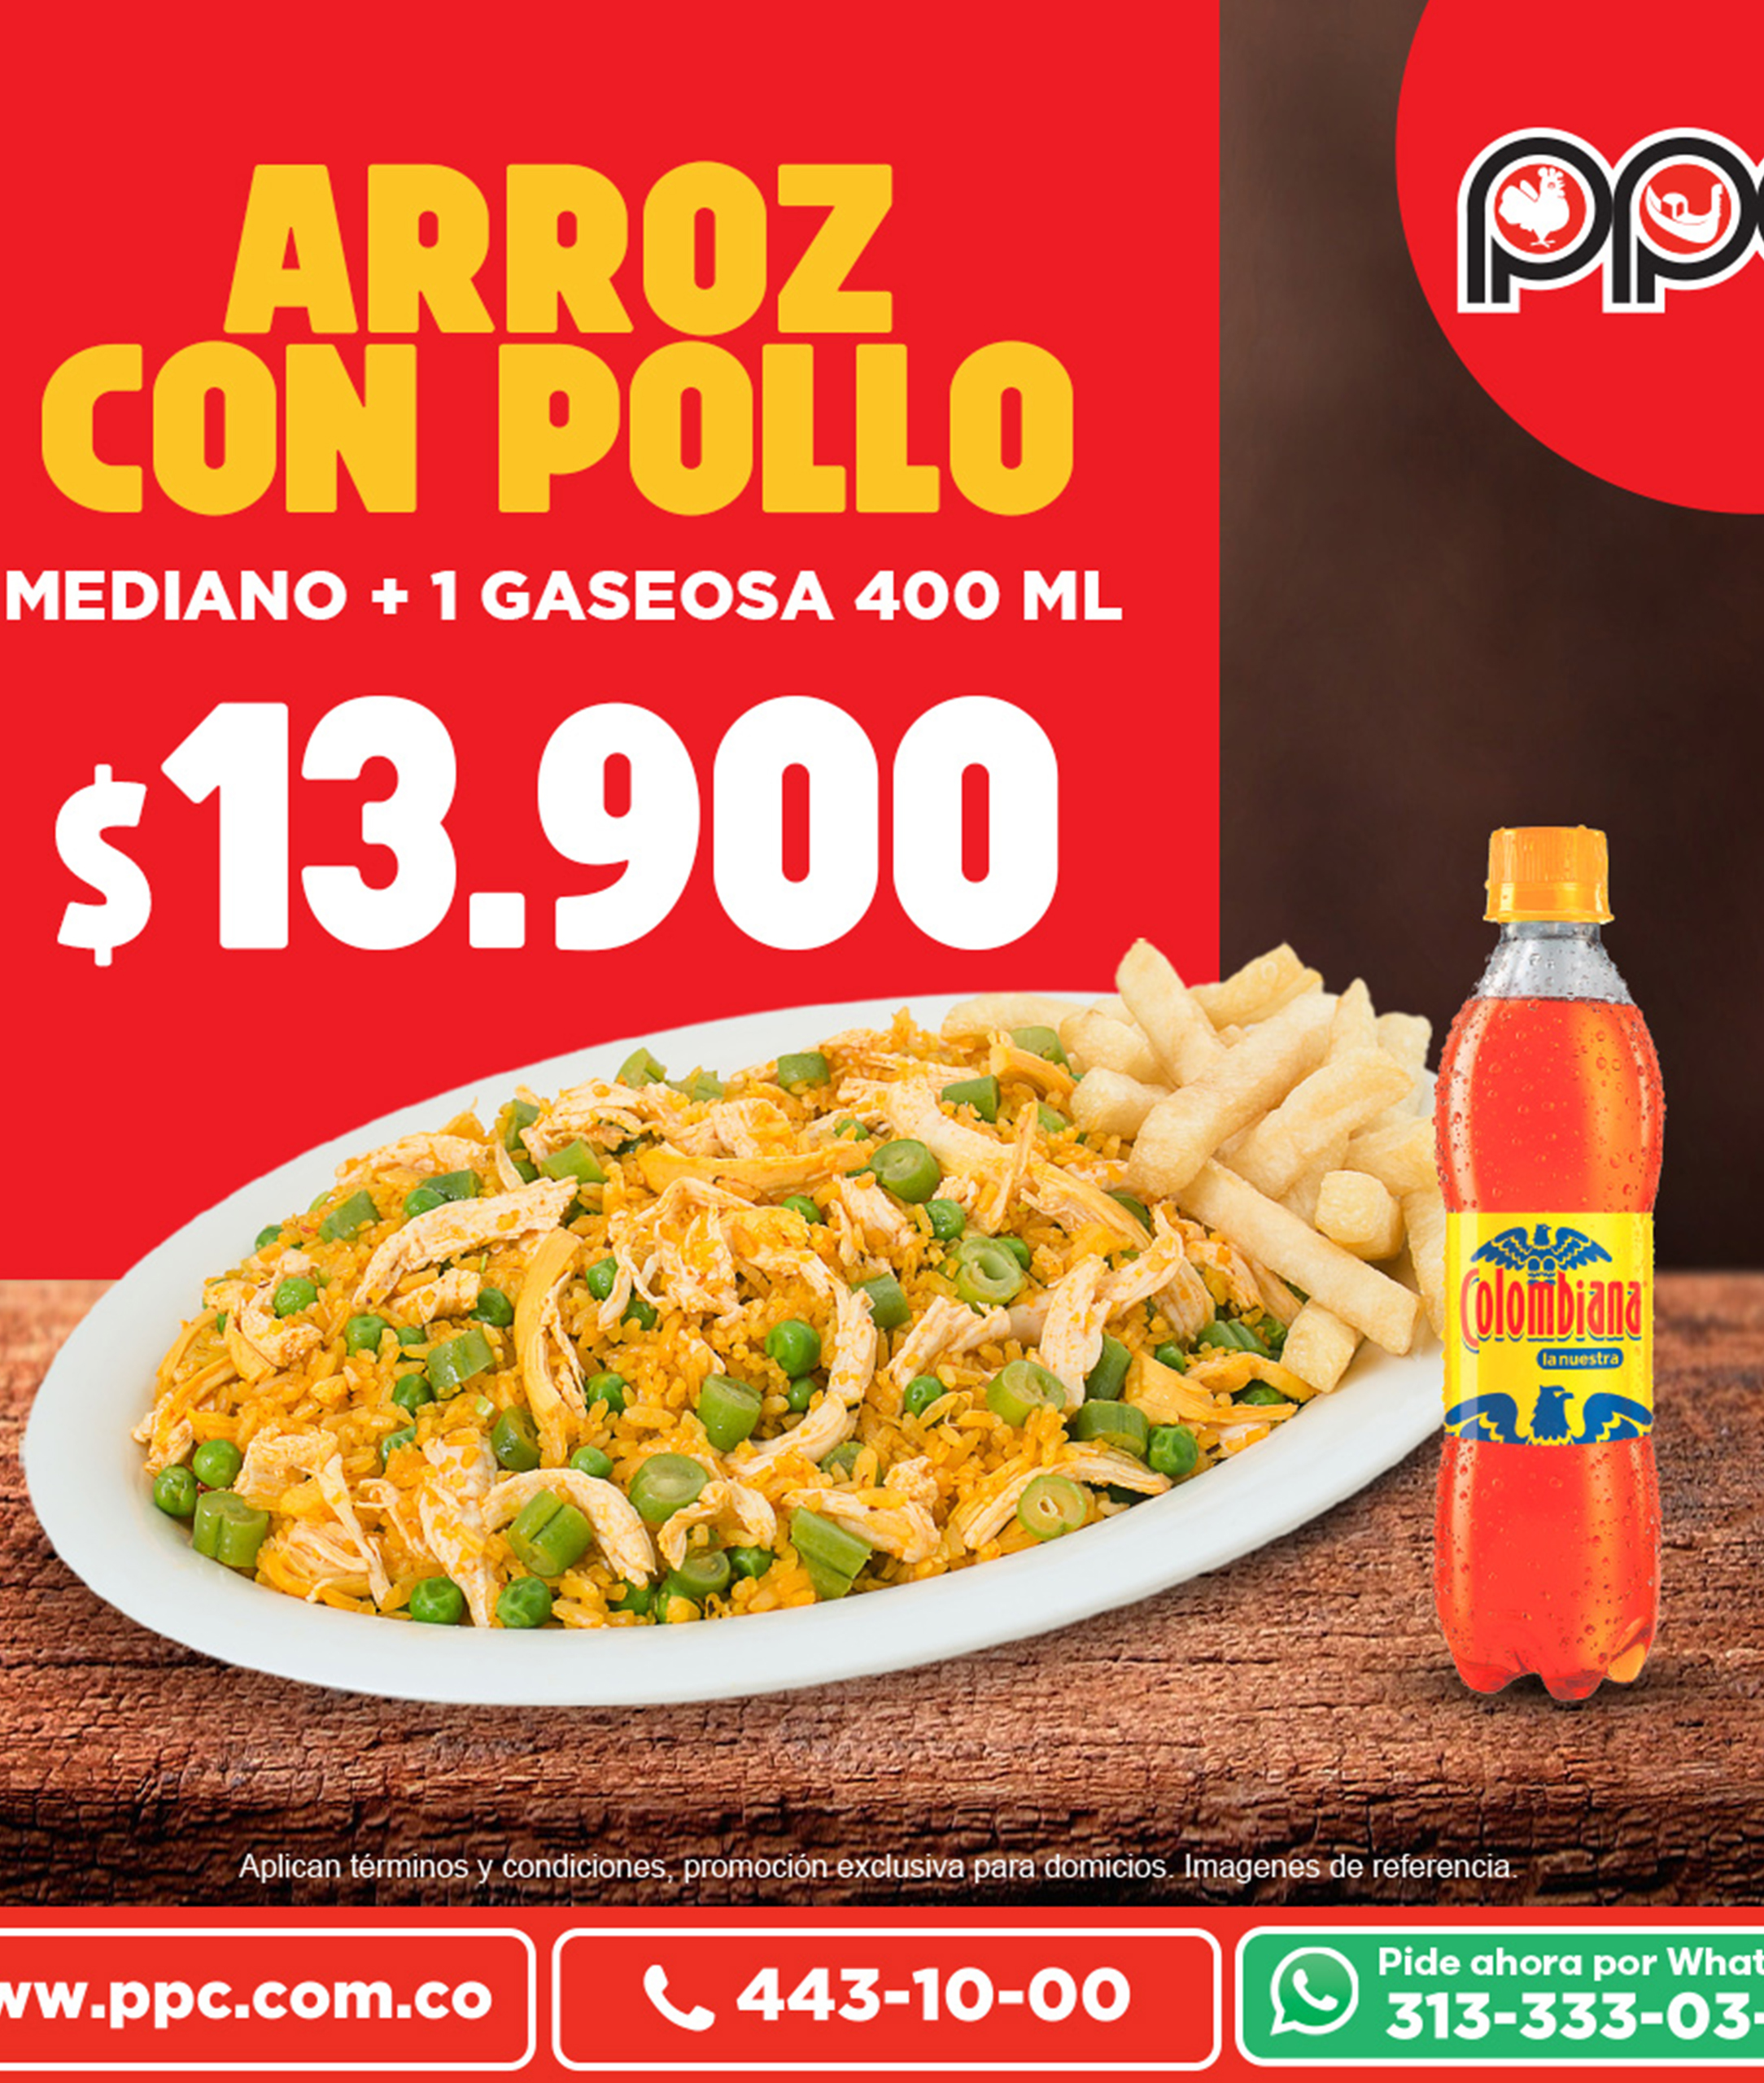 ARROZ
CON POLLO
MEDIANO + 1 GASEOSA 400 ML
$13.900
Colombiana
la nuestra
Aplican términos y condiciones, promoción exclusiva para domicios. Imagenes de referencia.
ww.ppc.com.co
443-10-00
Pide ahora por What
313-333-03-